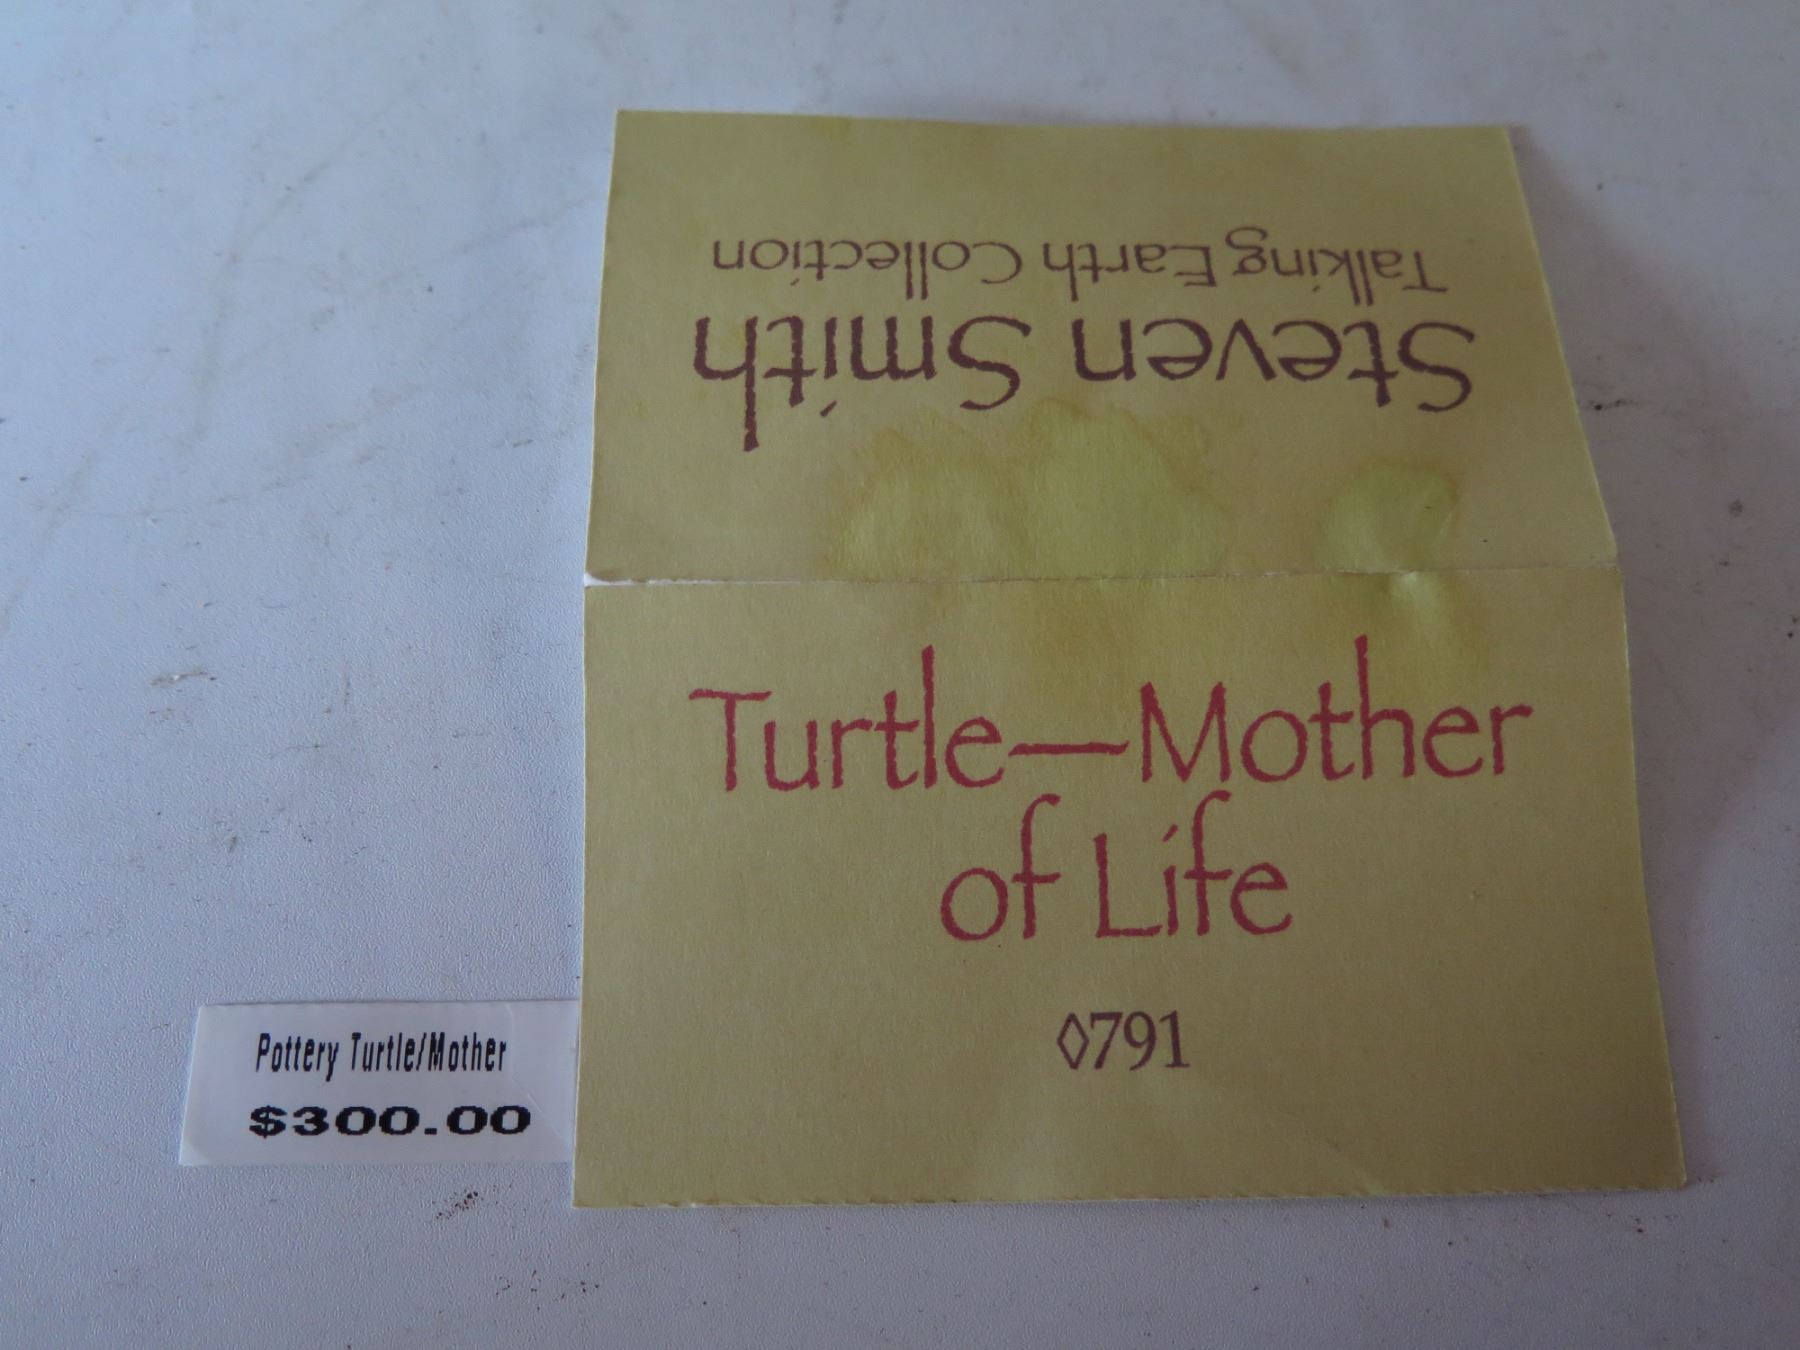 Steven Smith
Talking Earth Collection
Turtle—Mother
of Life
◊791
Pottery Turtle/Mother
$300.00